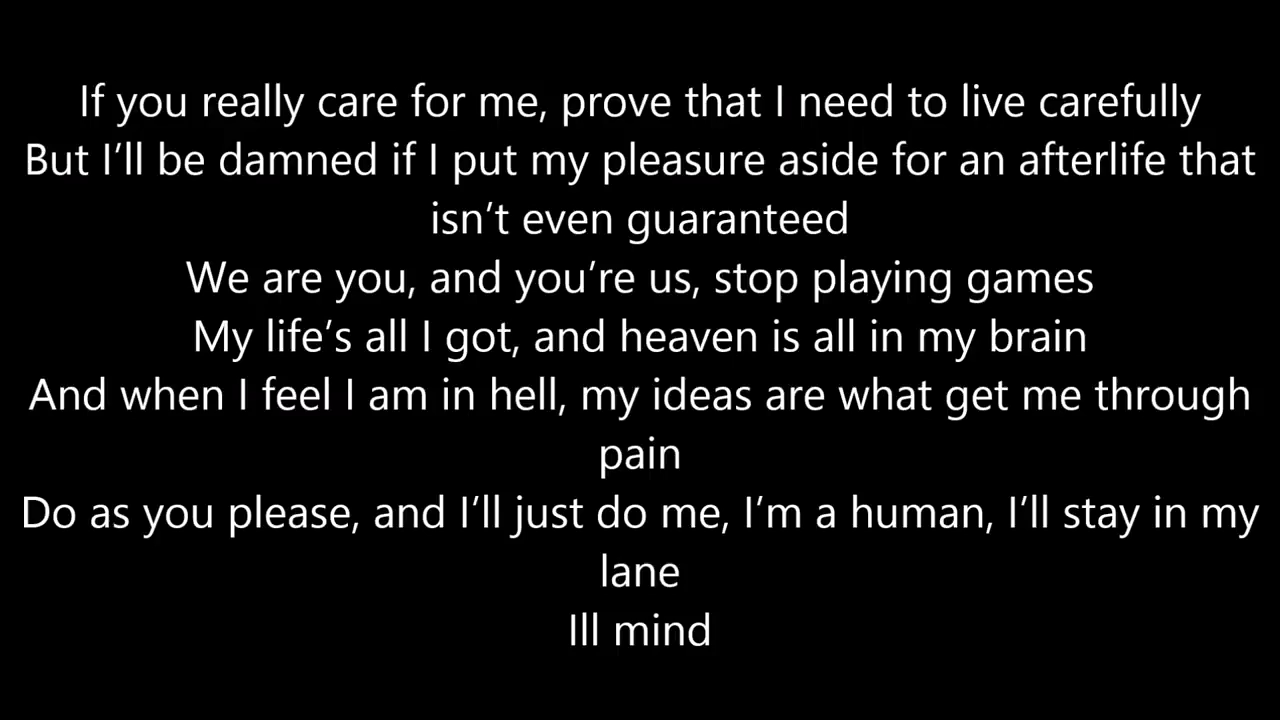 If you really care for me, prove that I need to live carefully
But I’ll be damned if I put my pleasure aside for an afterlife that
isn’t even guaranteed
We are you, and you’re us, stop playing games
My life’s all I got, and heaven is all in my brain
And when I feel I am in hell, my ideas are what get me through
pain
Do as you please, and I’ll just do me, I’m a human, I’ll stay in my
lane
Ill mind